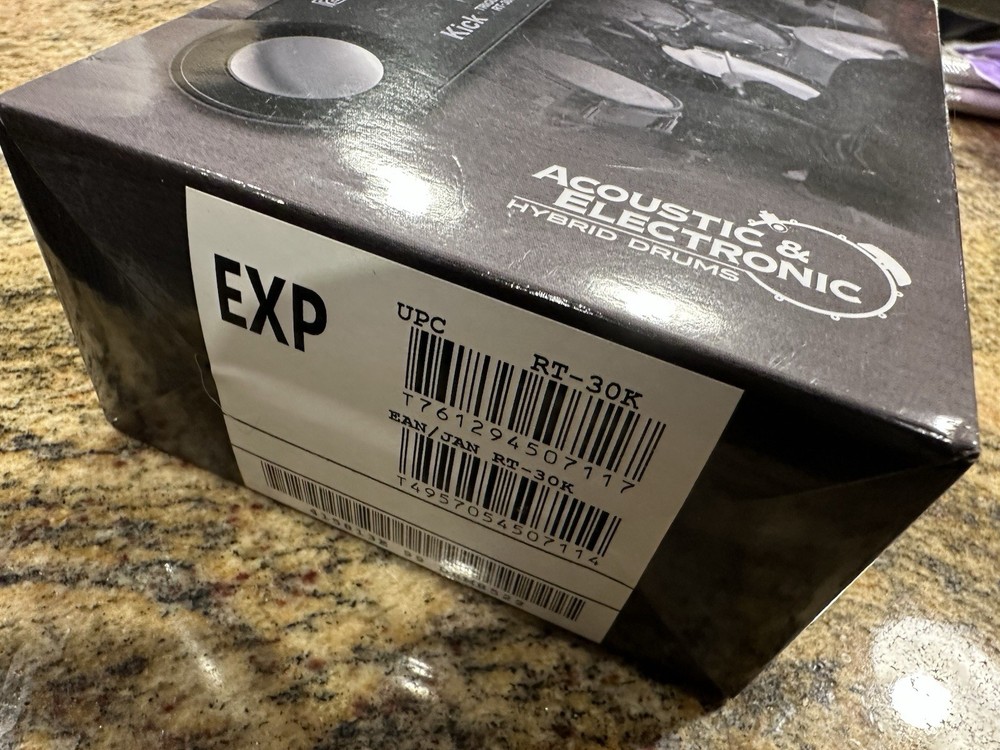 Kick
ACOUSTIC &
ELECTRONIC
HYBRID DRUMS
EXP
UPC
RT-30K
T761294507117
EAN/JAN RT-30K
T4957054507114